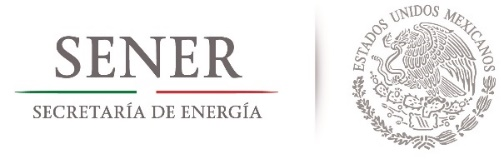 SENER
SECRETARÍA DE ENERGÍA
ESTADOS UNIDOS MEXICANOS